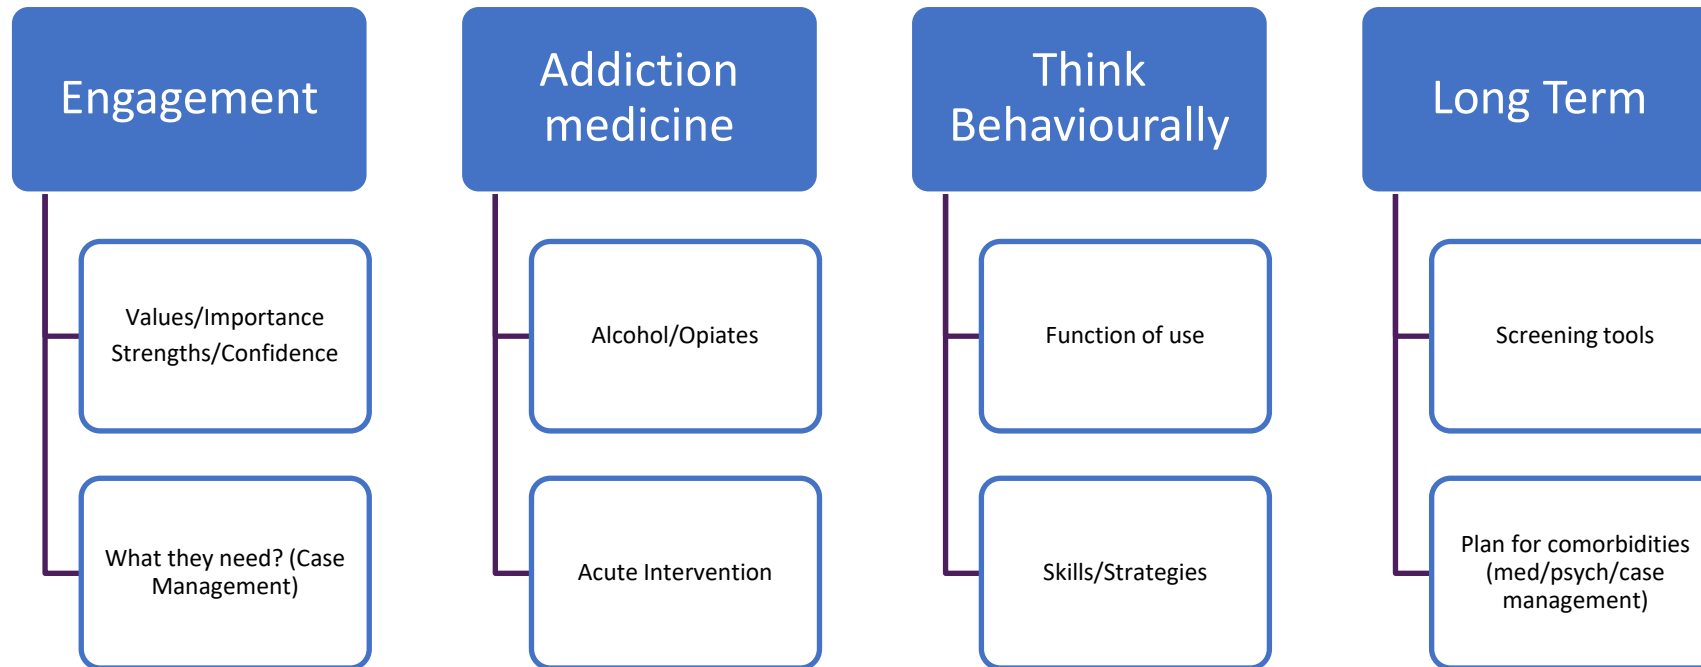 Engagement
Values/Importance
Strengths/Confidence
What they need? (Case
Management)
Addiction
medicine
Alcohol/Opiates
Acute Intervention
Think
Behaviourally
Function of use
Skills/Strategies
Long Term
Screening tools
Plan for comorbidities
(med/psych/case
management)